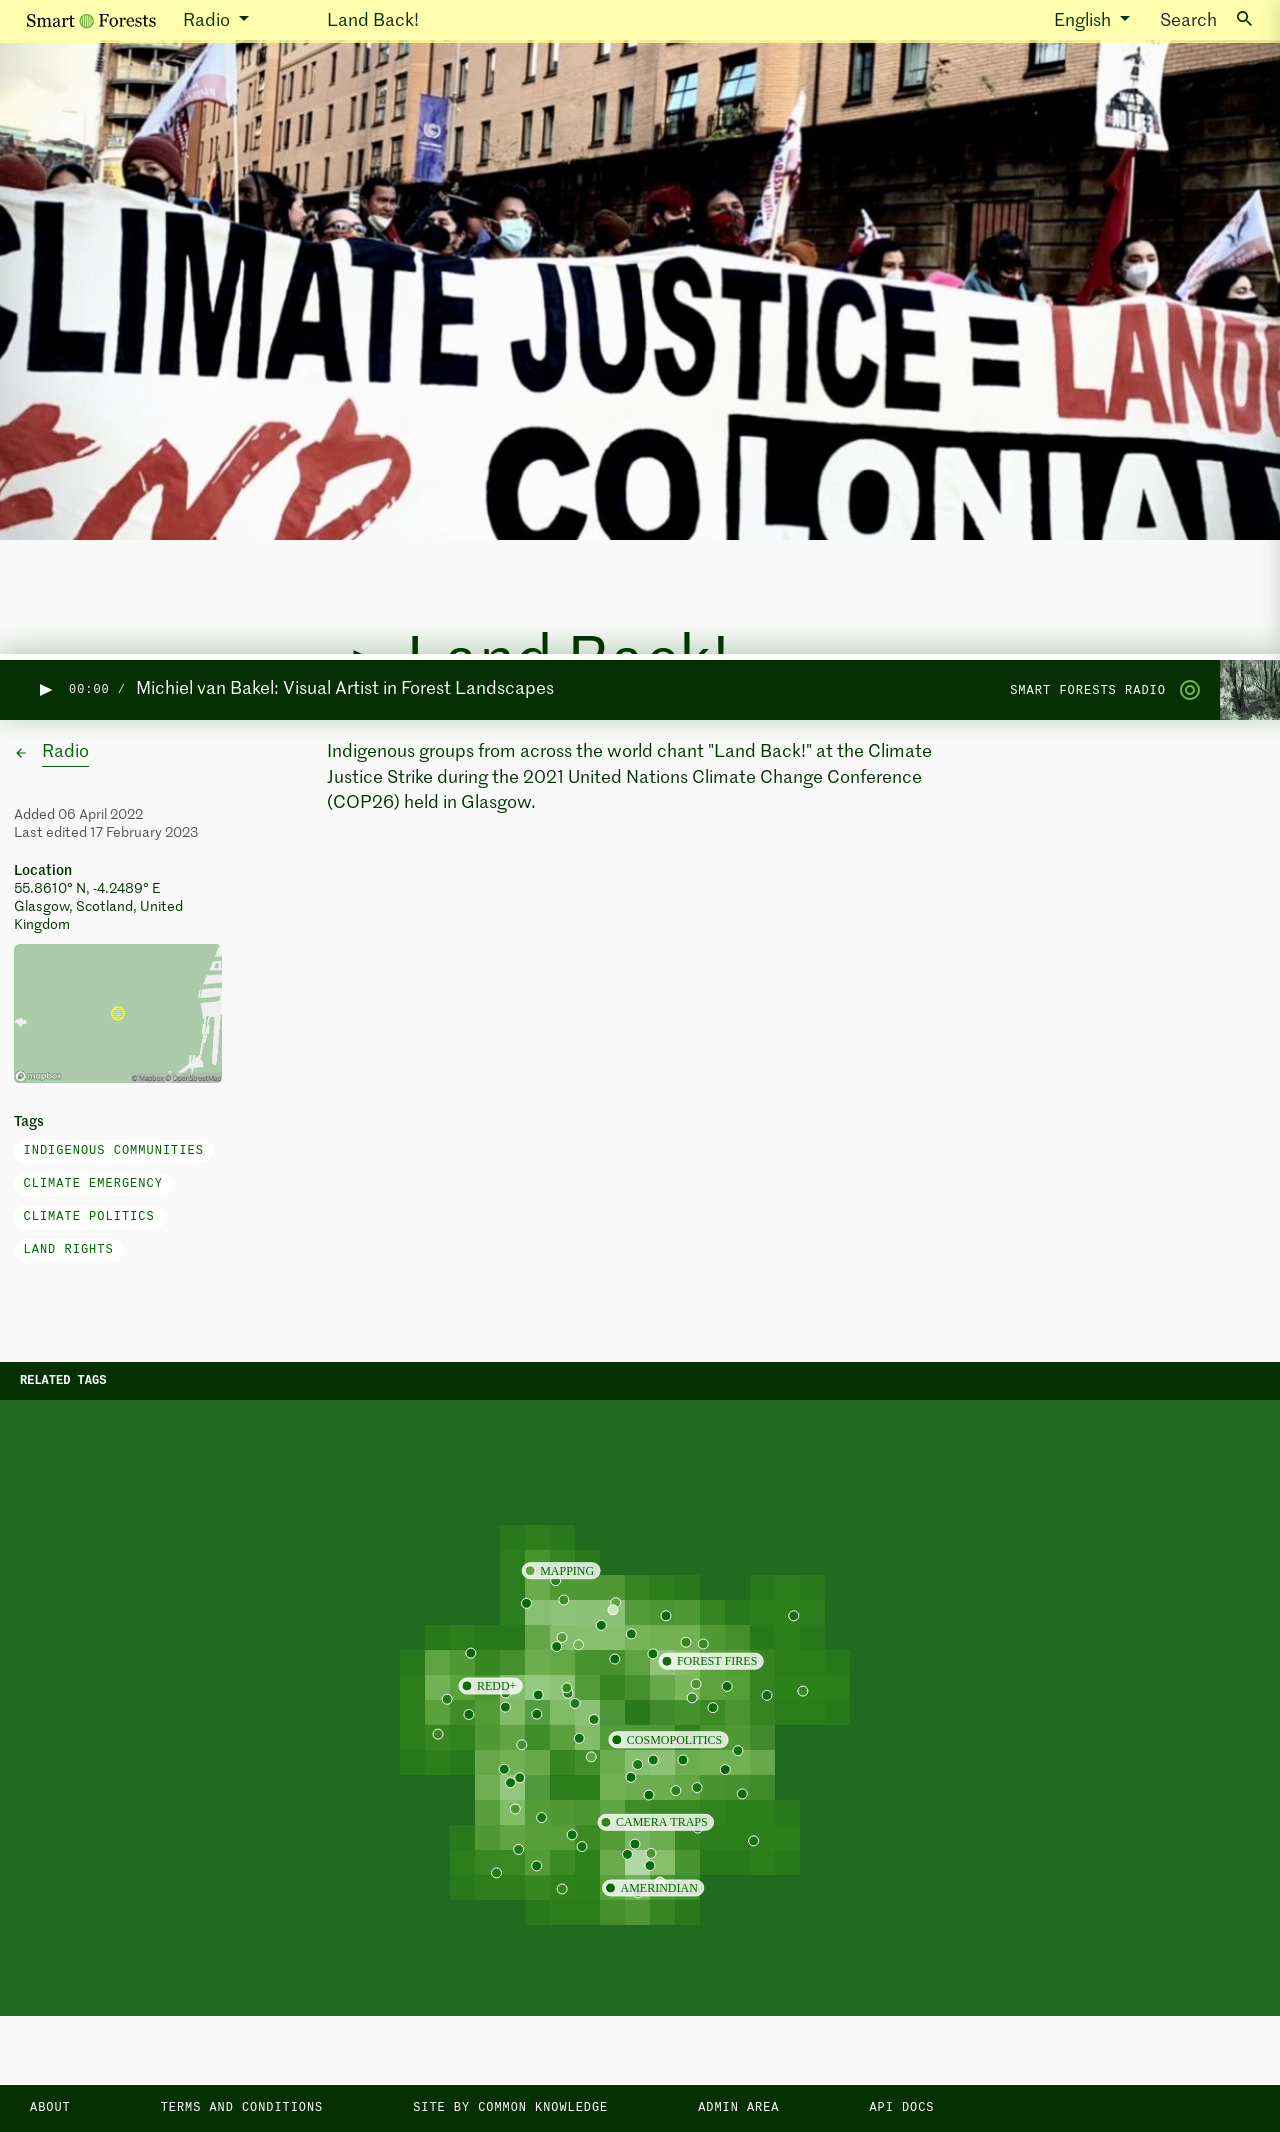 Smart Forests
Radio
Land Back!
English
Search
NO LIFE
CLIMATE JUSTICE = LAND
END COLONIAL
Land Back!
00:00 /
Michiel van Bakel: Visual Artist in Forest Landscapes
SMART FORESTS RADIO
Radio
Indigenous groups from across the world chant "Land Back!" at the Climate
Justice Strike during the 2021 United Nations Climate Change Conference
(COP26) held in Glasgow.
Added 06 April 2022
Last edited 17 February 2023
Location
55.8610° N, -4.2489° E
Glasgow, Scotland, United
Kingdom
mapbox
© Mapbox © OpenStreetMap
Tags
INDIGENOUS COMMUNITIES
CLIMATE EMERGENCY
CLIMATE POLITICS
LAND RIGHTS
RELATED TAGS
MAPPING
FOREST FIRES
REDD+
COSMOPOLITICS
CAMERA TRAPS
AMERINDIAN
ABOUT
TERMS AND CONDITIONS
SITE BY COMMON KNOWLEDGE
ADMIN AREA
API DOCS